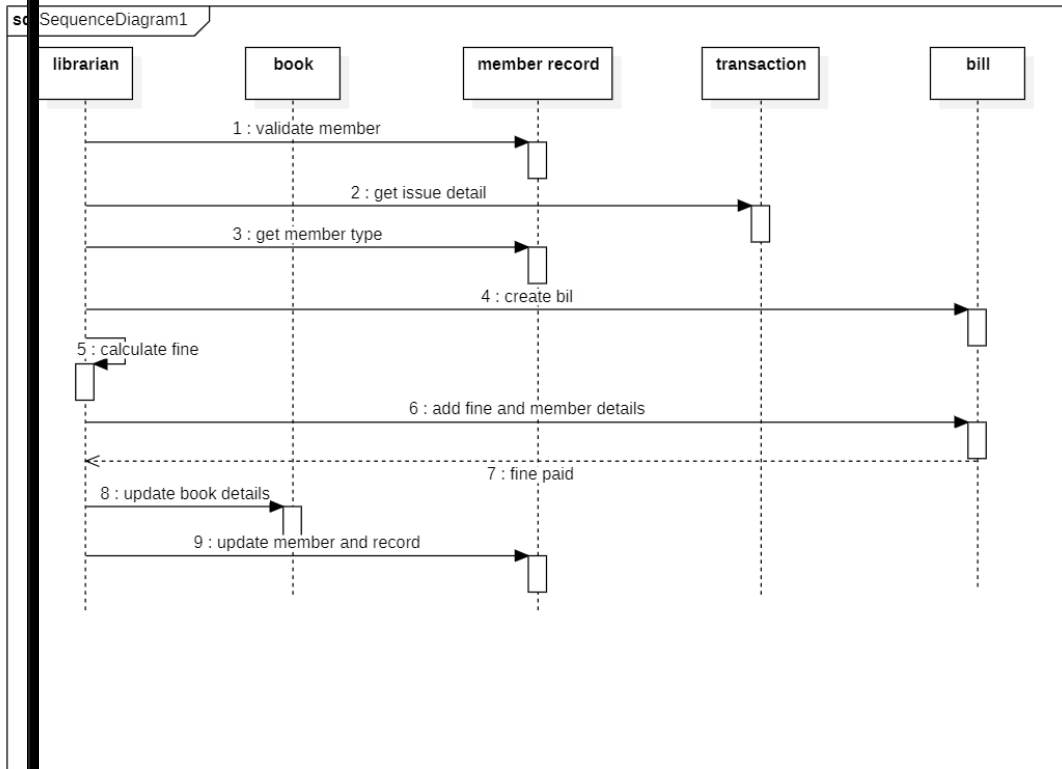 sd SequenceDiagram1
librarian
book
member record
transaction
bill
1 : validate member
2 : get issue detail
3 : get member type
4 : create bil
5 : calculate fine
6 : add fine and member details
7 : fine paid
8 : update book details
9 : update member and record